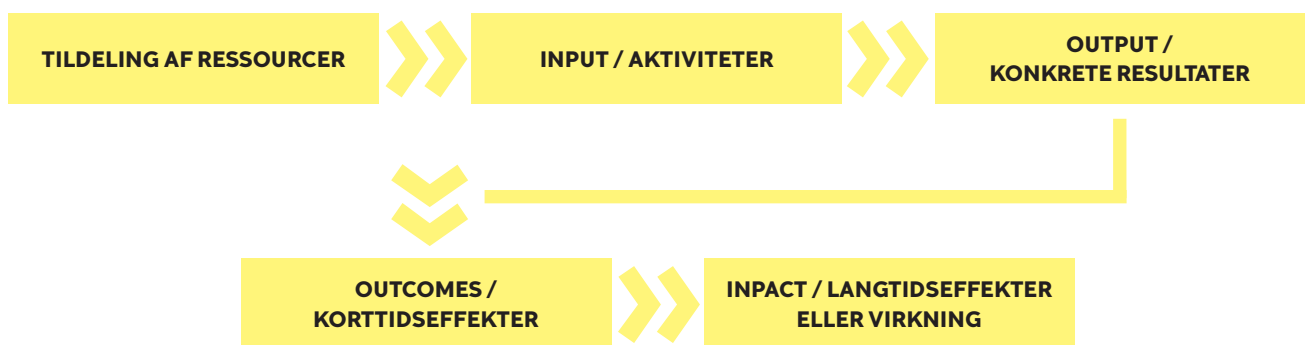 TILDELING AF RESSOURCER
INPUT / AKTIVITETER
OUTPUT /
KONKRETE RESULTATER
OUTCOMES /
KORTTIDSEFFEKTER
INPACT / LANGTIDSEFFEKTER
ELLER VIRKNING